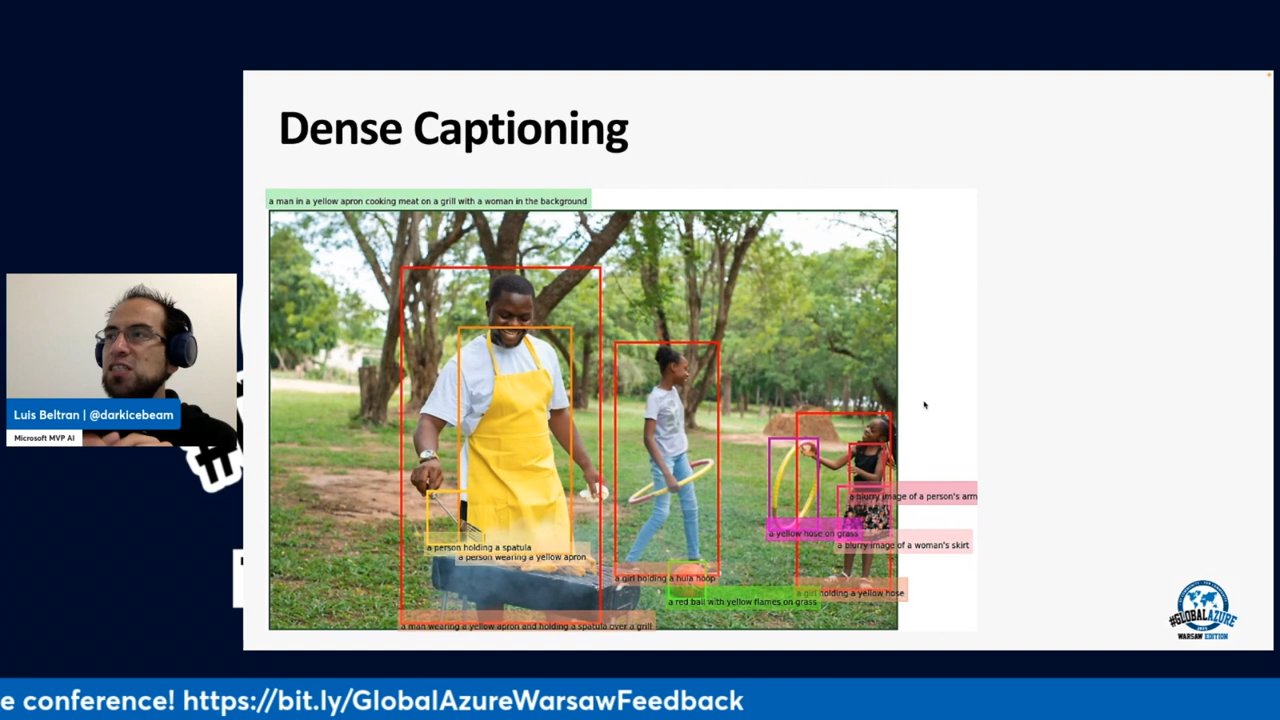 Dense Captioning
a man in a yellow apron cooking meat on a grill with a woman in the background
a blurry image of a person's arm
a yellow hose on grass
a blurry image of a woman's skirt
a person holding a spatula
a person wearing a yellow apron
a girl holding a hula hoop
a girl holding a yellow hose
a red ball with yellow flames on grass
a man wearing a yellow apron and holding a spatula over a grill
Luis Beltran | @darkicebeam
Microsoft MVP AI
#GLOBALAZURE
WARSAW EDITION
e conference! https://bit.ly/GlobalAzureWarsawFeedback